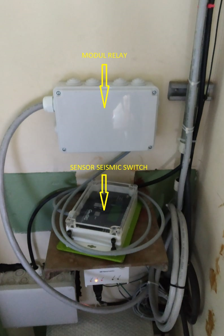 MODUL RELAY
SENSOR SEISMIC SWITCH